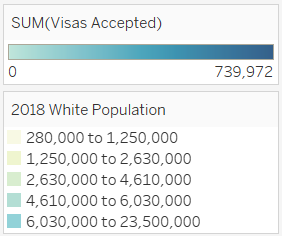 SUM(Visas Accepted)
0 739,972
2018 White Population
280,000 to 1,250,000
1,250,000 to 2,630,000
2,630,000 to 4,610,000
4,610,000 to 6,030,000
6,030,000 to 23,500,000